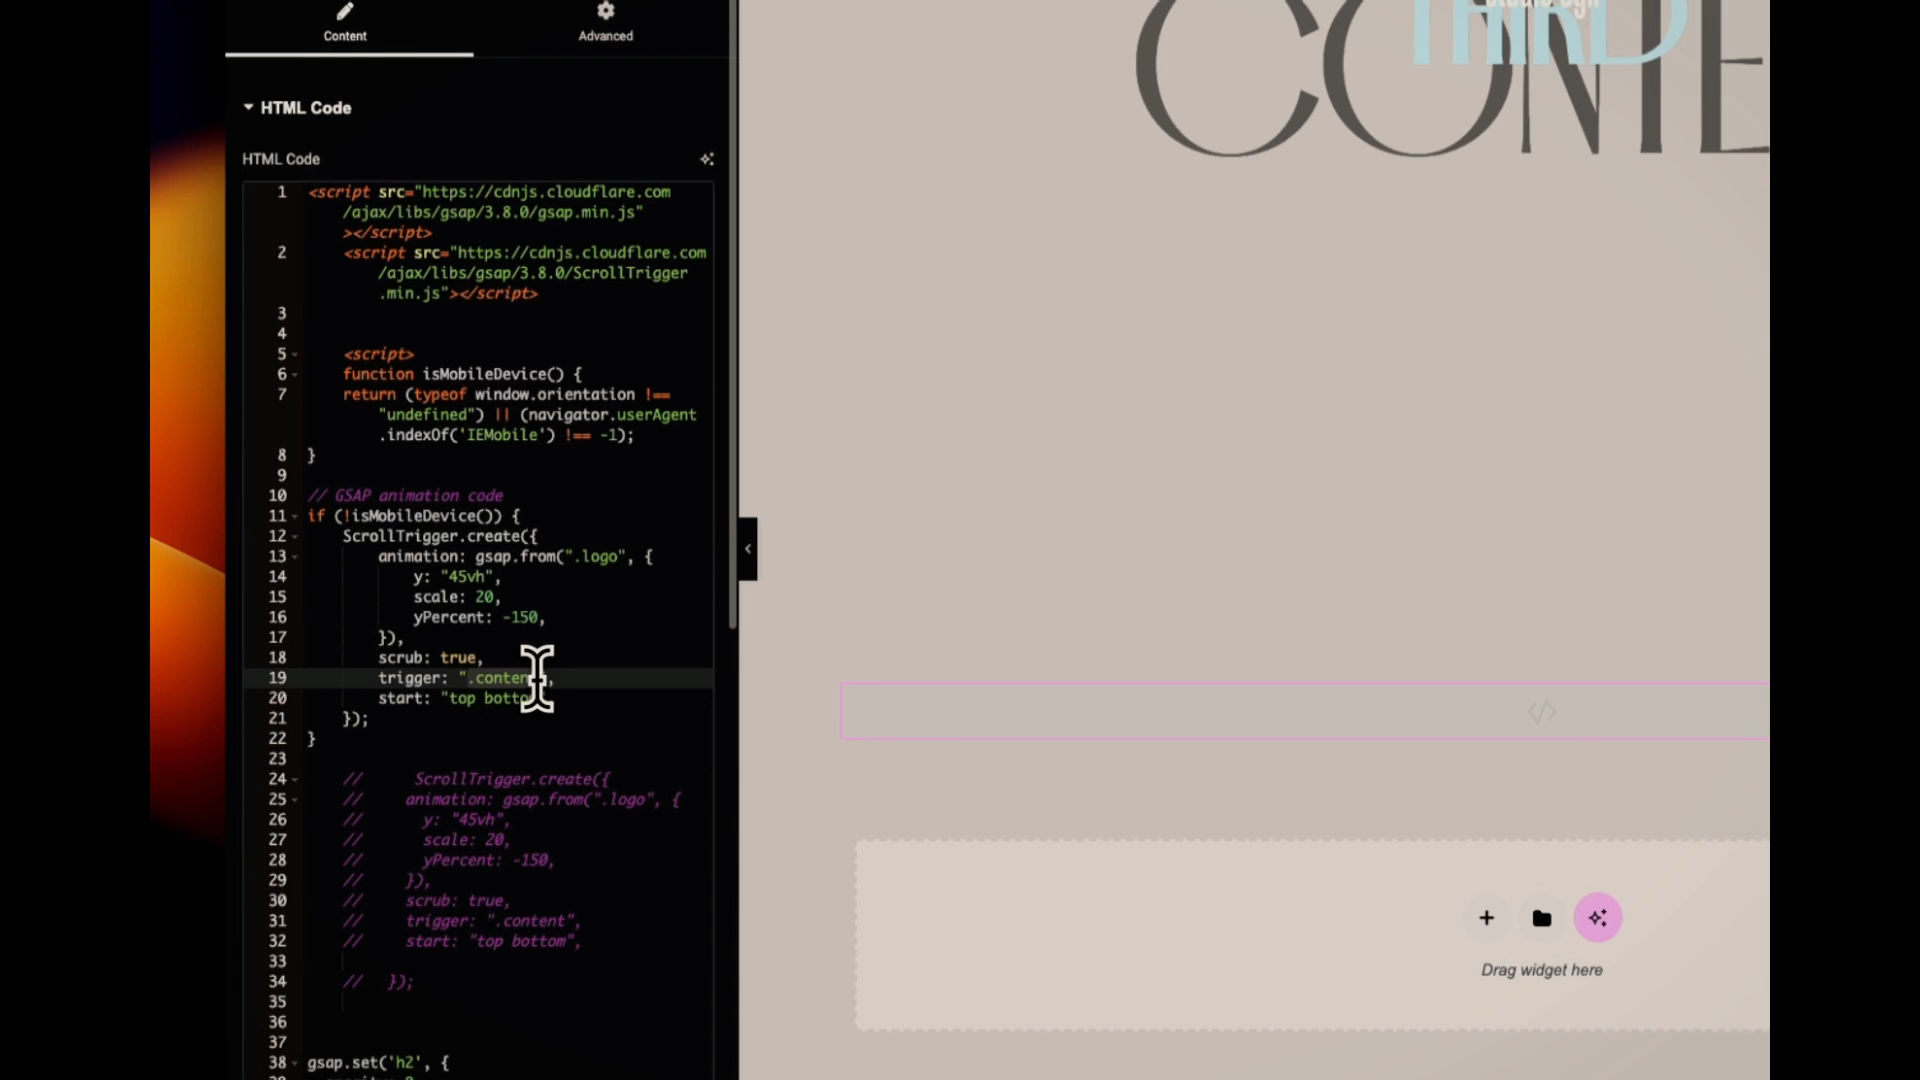 Content
Advanced
HTML Code
HTML Code
1 <script src="https://cdnjs.cloudflare.com
/ajax/libs/gsap/3.8.0/gsap.min.js"
></script>
2 <script src="https://cdnjs.cloudflare.com
/ajax/libs/gsap/3.8.0/ScrollTrigger
.min.js"></script>
3
4
5 <script>
6 function isMobileDevice() {
7 return (typeof window.orientation !==
"undefined") || (navigator.userAgent
.indexOf('IEMobile') !== -1);
8 }
9
10 // GSAP animation code
11 if (!isMobileDevice()) {
12 ScrollTrigger.create({
13 animation: gsap.from(".logo", {
14 y: "45vh",
15 scale: 20,
16 yPercent: -150,
17 }),
18 scrub: true,
19 trigger: ".conten",
20 start: "top botto
21 });
22 }
23
24 // ScrollTrigger.create({
25 // animation: gsap.from(".logo", {
26 // y: "45vh",
27 // scale: 20,
28 // yPercent: -150,
29 // }),
30 // scrub: true,
31 // trigger: ".content",
32 // start: "top bottom",
33
34 // });
35
36
37
38 gsap.set('h2', {
THIRD
CONTE
Drag widget here